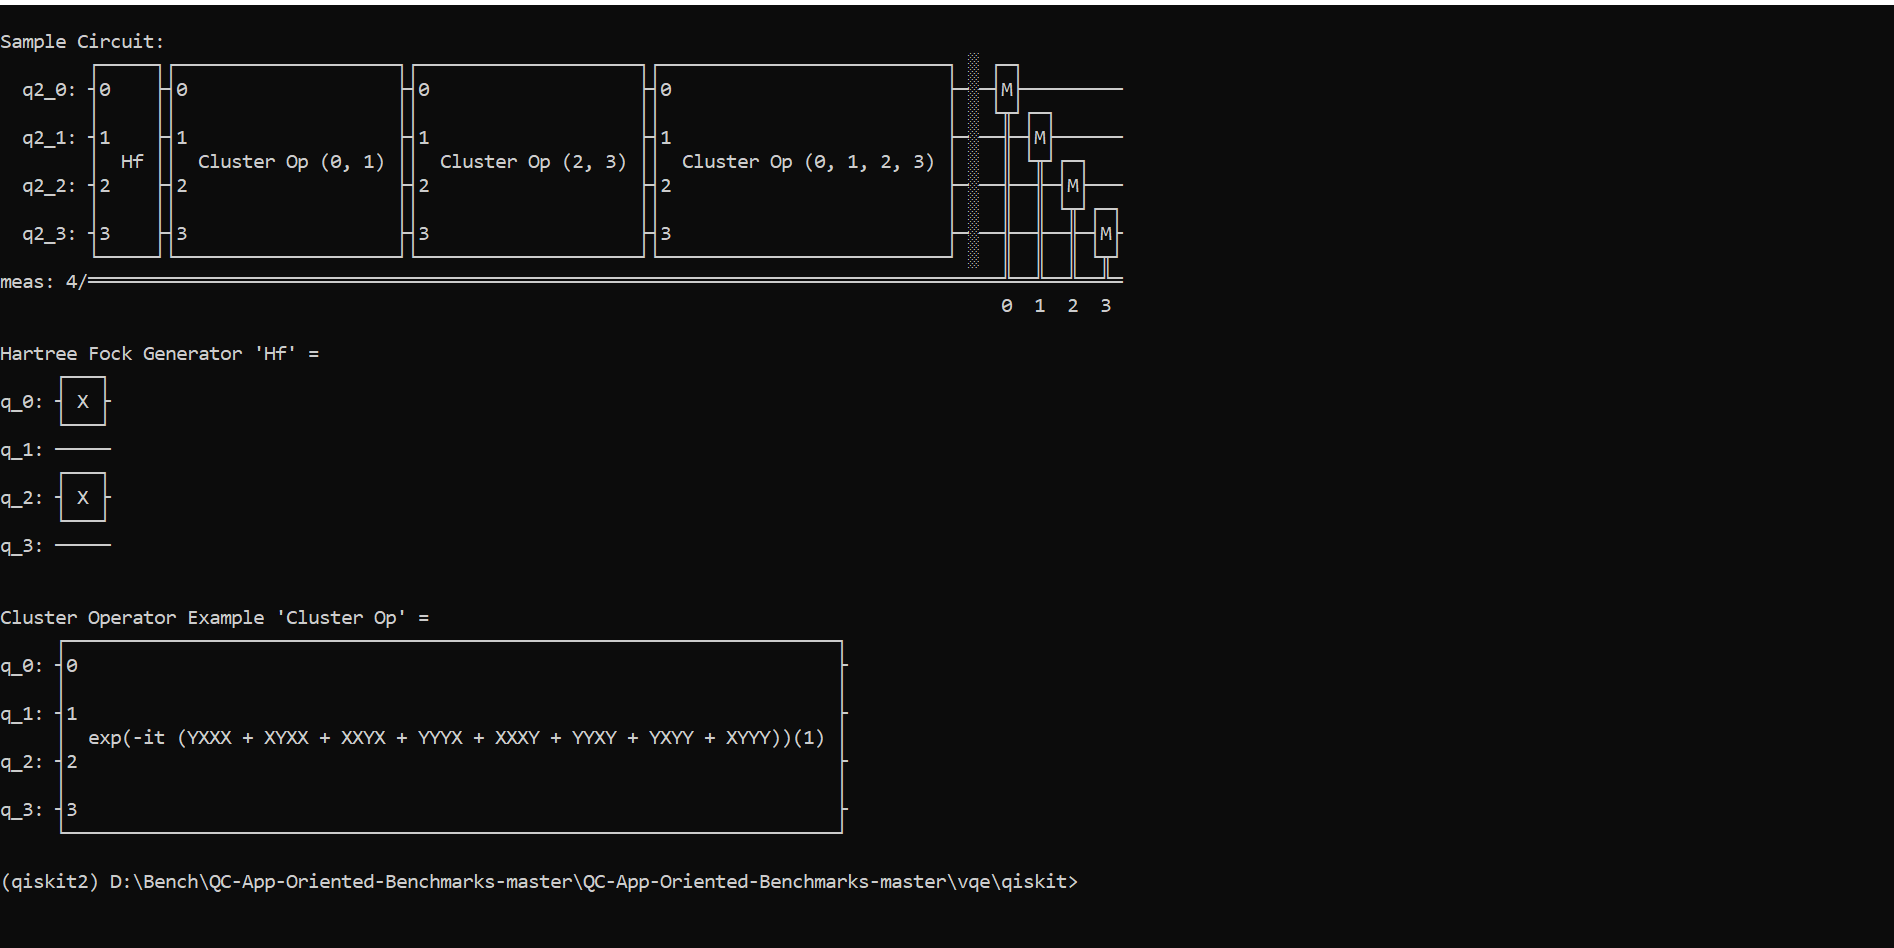 Sample Circuit:
q2_0: 0 0 0 0 M
q2_1: 1 1 1 1 M
Hf Cluster Op (0, 1) Cluster Op (2, 3) Cluster Op (0, 1, 2, 3)
q2_2: 2 2 2 2 M
q2_3: 3 3 3 3 M
meas: 4/
0 1 2 3
Hartree Fock Generator 'Hf' =
q_0: X
q_1:
q_2: X
q_3:
Cluster Operator Example 'Cluster Op' =
q_0: 0
q_1: 1
exp(-it (YXXX + XYXX + XXYX + YYYX + XXXY + YYXY + YXYY + XYYY))(1)
q_2: 2
q_3: 3
(qiskit2) D:\Bench\QC-App-Oriented-Benchmarks-master\QC-App-Oriented-Benchmarks-master\vqe\qiskit>